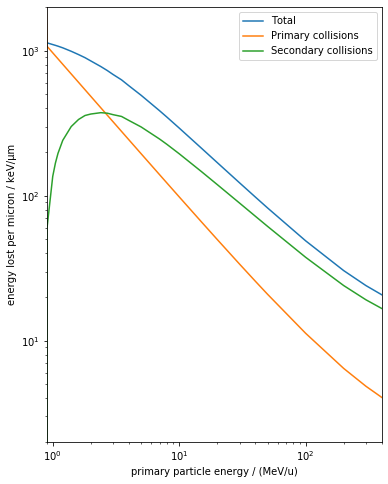 Total
Primary collisions
Secondary collisions
10³
10²
10¹
energy lost per micron / keV/μm
10⁰
10¹
10²
primary particle energy / (MeV/u)